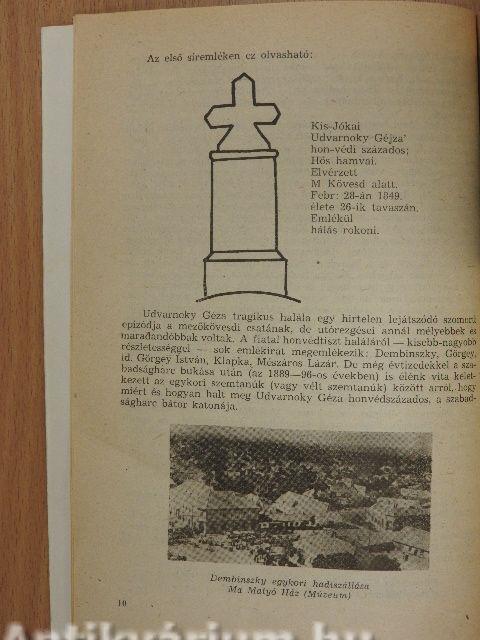 Az első síremléken ez olvasható:
Kis-Jókai
Udvarnoky Géjza'
hon-védi százados;
Hős hamvai.
Elvérzett
M Kövesd alatt.
Febr: 28-án 1849.
élete 26-ik tavaszán.
Emlékül
hálás rokoni.
Udvarnoky Géza tragikus halála egy hirtelen lejátszódó szomorú
epizódja a mezőkövesdi csatának, de utórezgései annál mélyebbek és
maradandóbbak voltak. A fiatal honvédtiszt haláláról — kisebb-nagyobb
részletességgel — sok emlékirat megemlékezik: Dembinszky, Görgey,
id. Görgey István, Klapka, Mészáros Lázár. De még évtizedekkel a sza-
badságharc bukása után (az 1889—96-os években) is élénk vita kelet-
kezett az egykori szemtanúk (vagy vélt szemtanúk) között arról, hogy
miért és hogyan halt meg Udvarnoky Géza honvédszázados, a szabad-
ságharc bátor katonája.
Dembinszky egykori hadiszállása
Ma Matyó Ház (Múzeum)
10
Antikvárium.hu